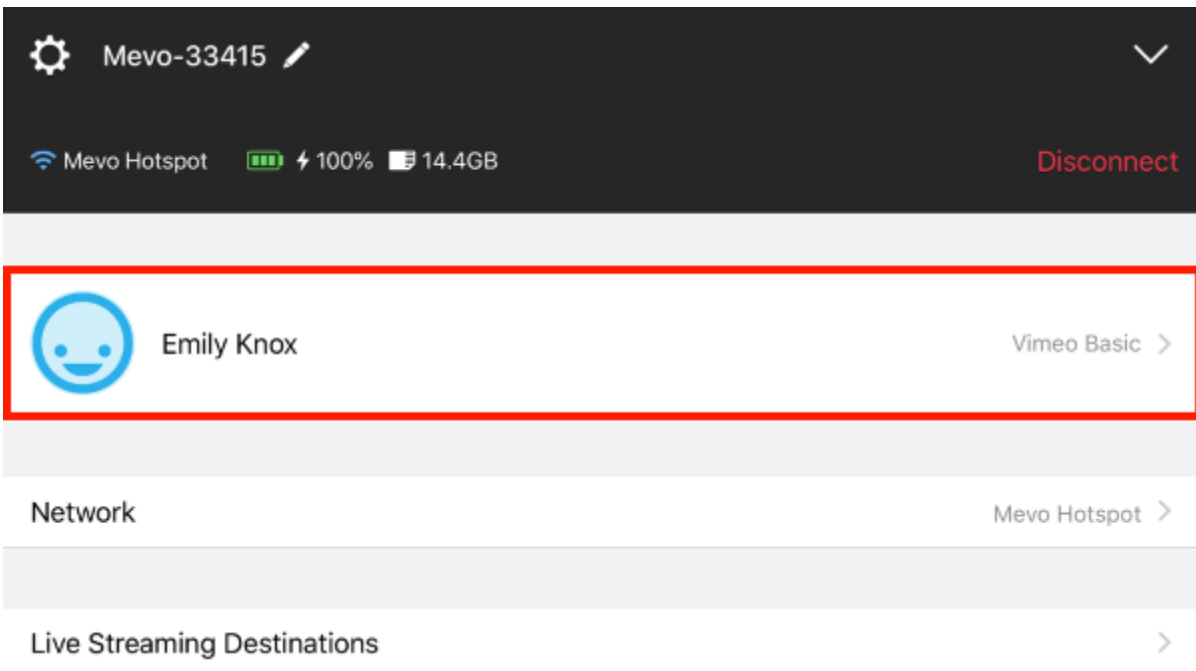 Mevo-33415
Mevo Hotspot 100% 14.4GB Disconnect
Emily Knox Vimeo Basic
Network Mevo Hotspot
Live Streaming Destinations